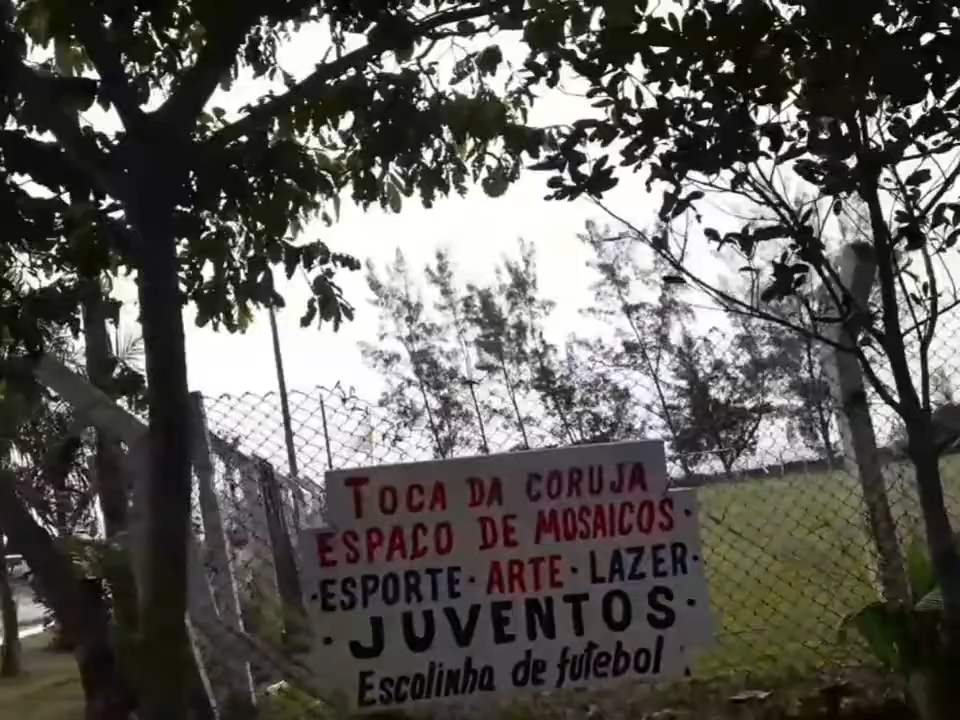 TOCA DA CORUJA
ESPAÇO DE MOSAICOS.
·ESPORTE·ARTE·LAZER·
·JUVENTOS·
Escolinha de futebol